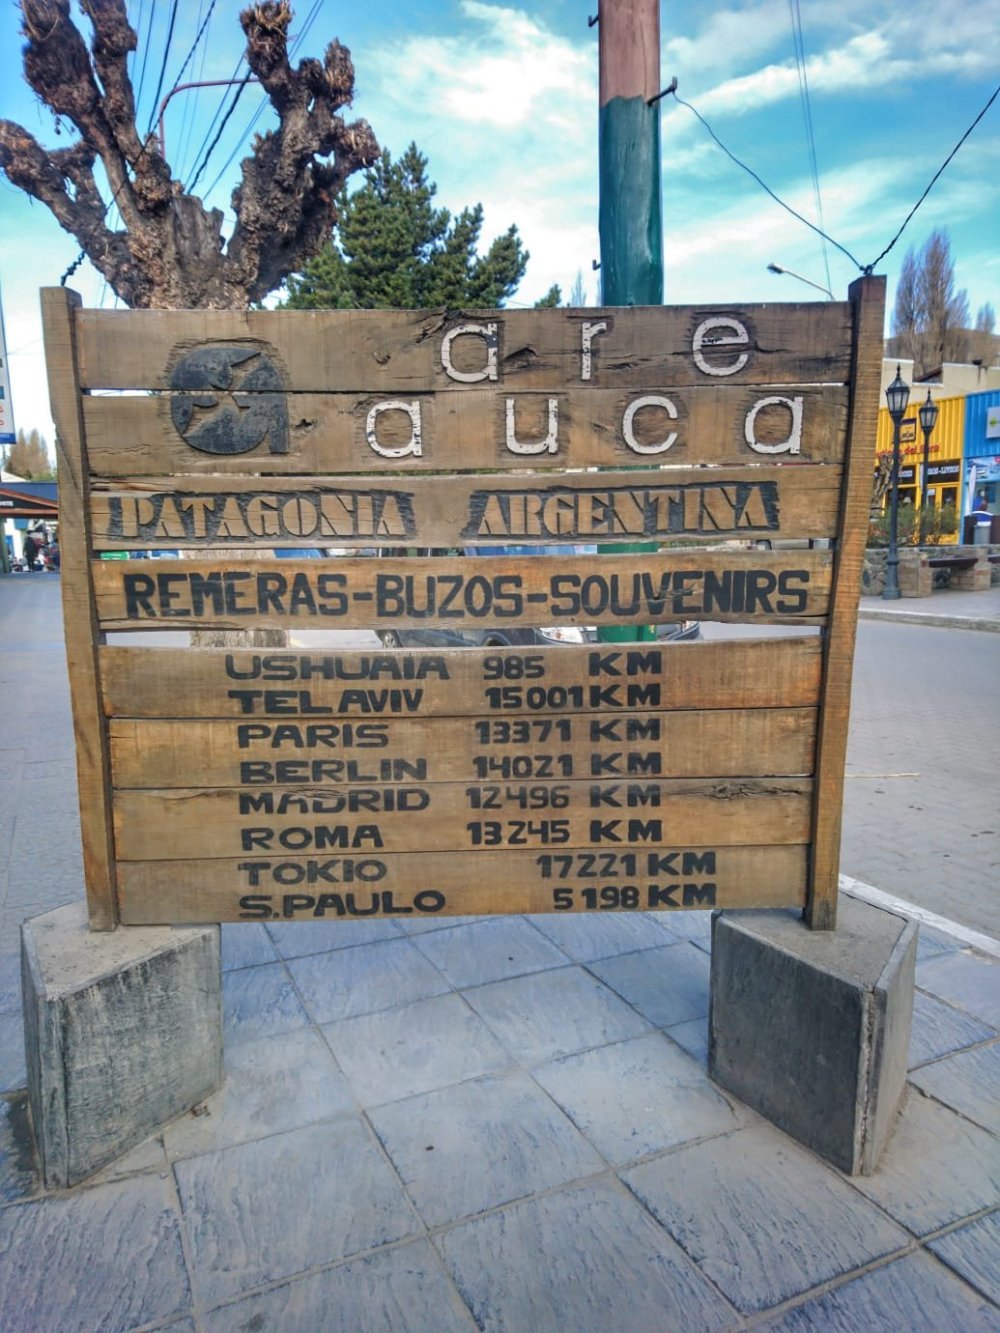 are
auca
PATAGONIA ARGENTINA
REMERAS-BUZOS-SOUVENIRS
USHUAIA 985 KM
TEL AVIV 15001 KM
PARIS 13371 KM
BERLIN 14021 KM
MADRID 12496 KM
ROMA 13245 KM
TOKIO 17221 KM
S.PAULO 5198 KM